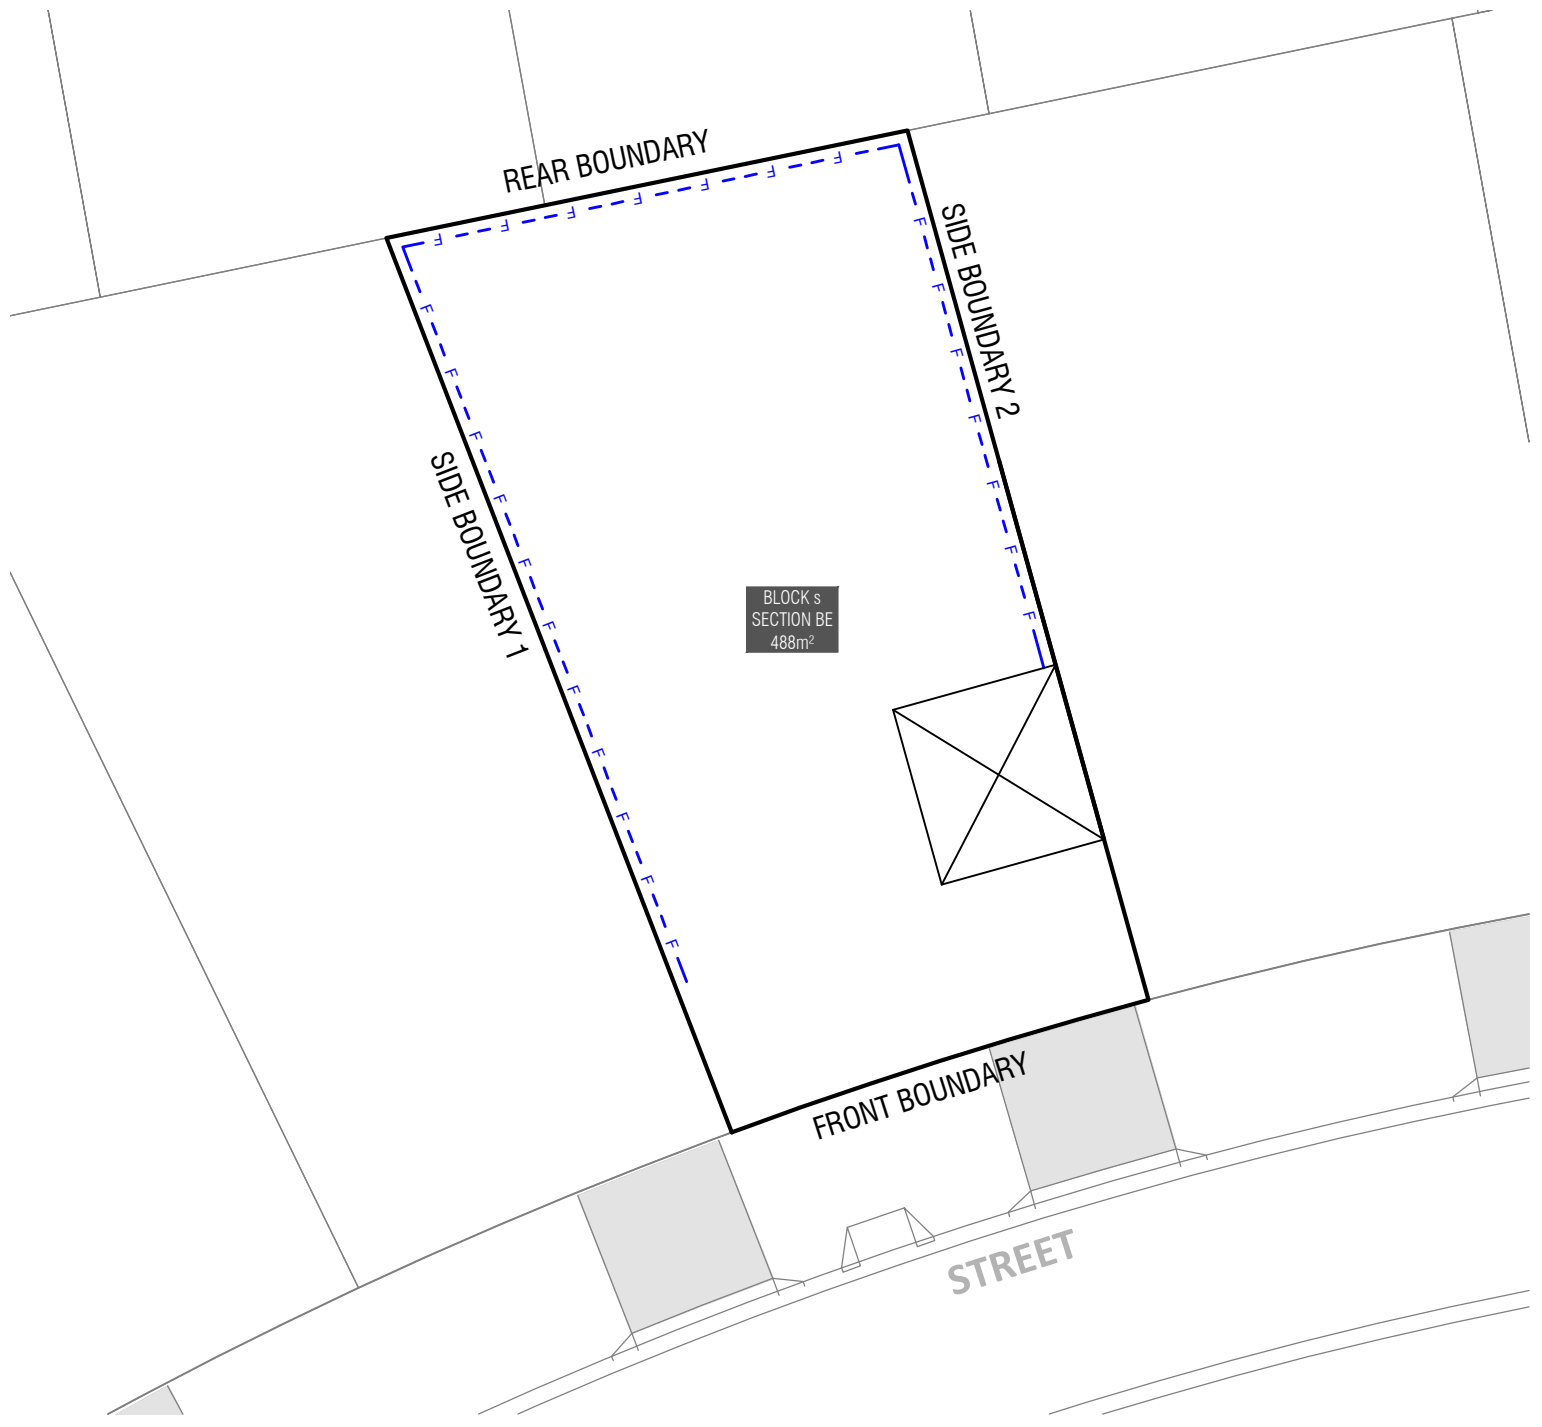 REAR BOUNDARY
F F F F F F F
SIDE BOUNDARY 2
F F F F F F F
SIDE BOUNDARY 1
F F F F F F F F F F F
BLOCK s
SECTION BE
488m²
FRONT BOUNDARY
STREET